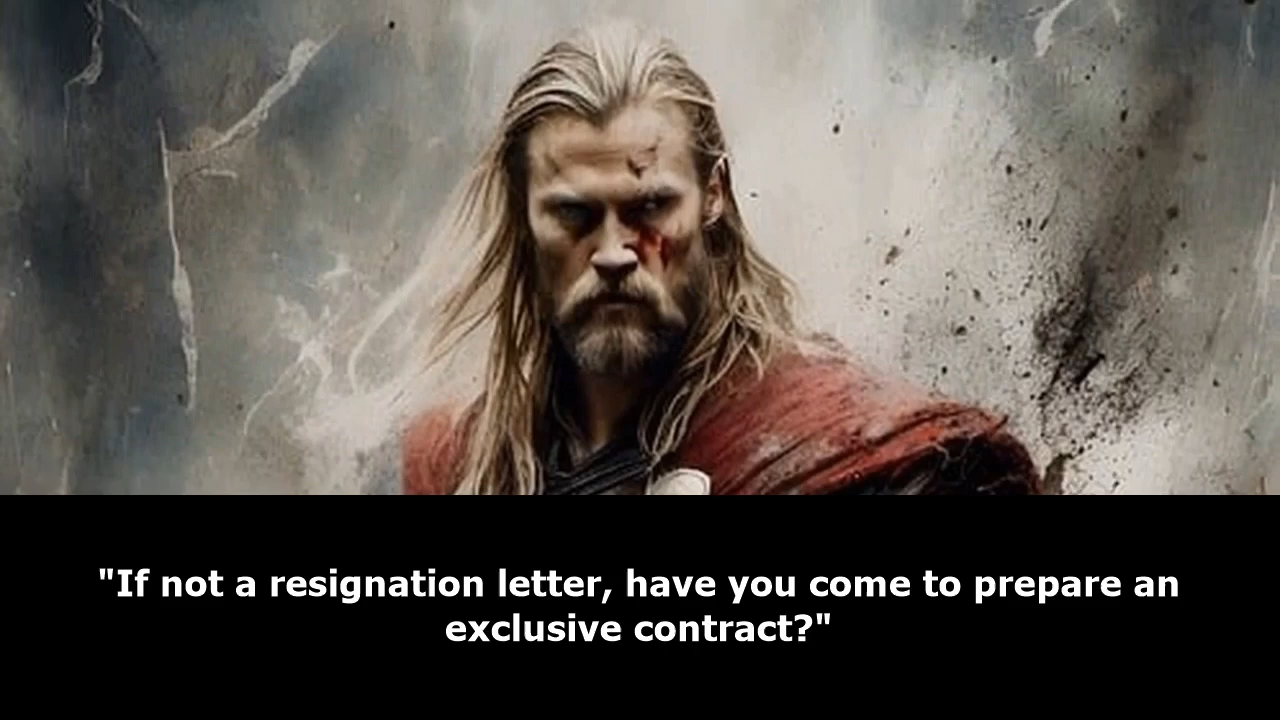 "If not a resignation letter, have you come to prepare an
exclusive contract?"